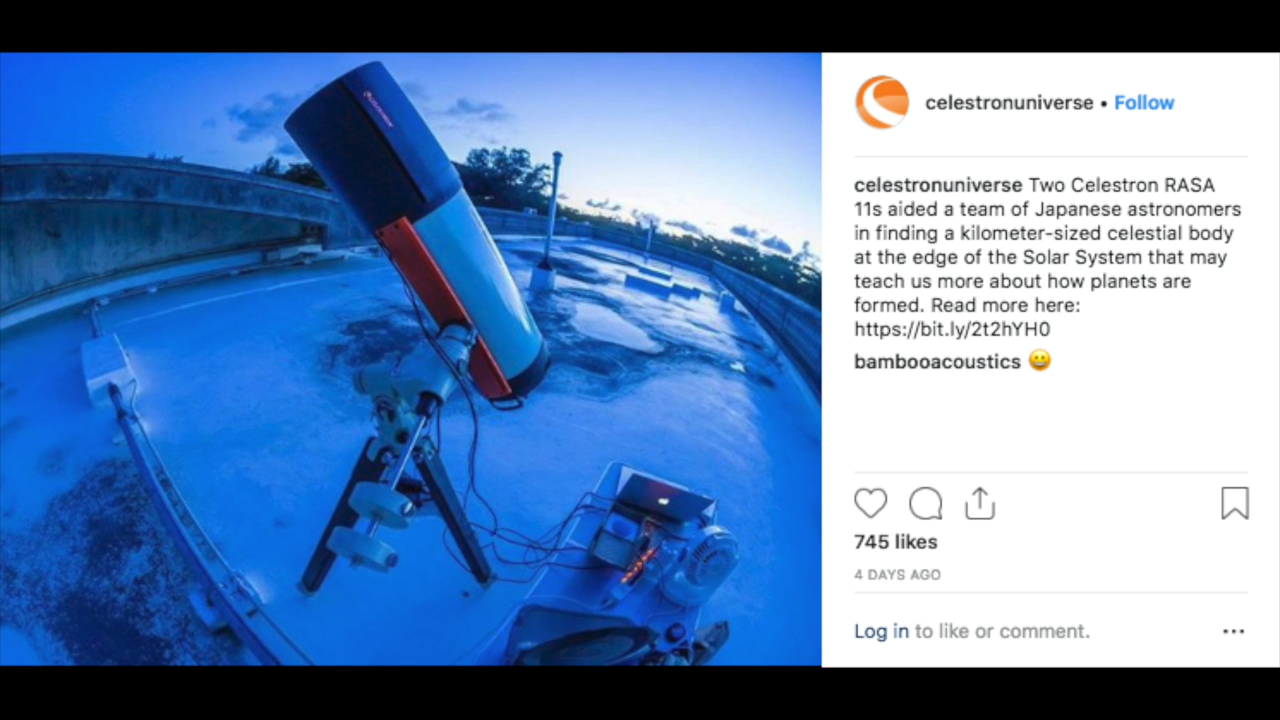 CELESTRON
celestronuniverse • Follow
celestronuniverse Two Celestron RASA
11s aided a team of Japanese astronomers
in finding a kilometer-sized celestial body
at the edge of the Solar System that may
teach us more about how planets are
formed. Read more here:
https://bit.ly/2t2hYH0
bambooacoustics 😀
745 likes
4 DAYS AGO
Log in to like or comment.